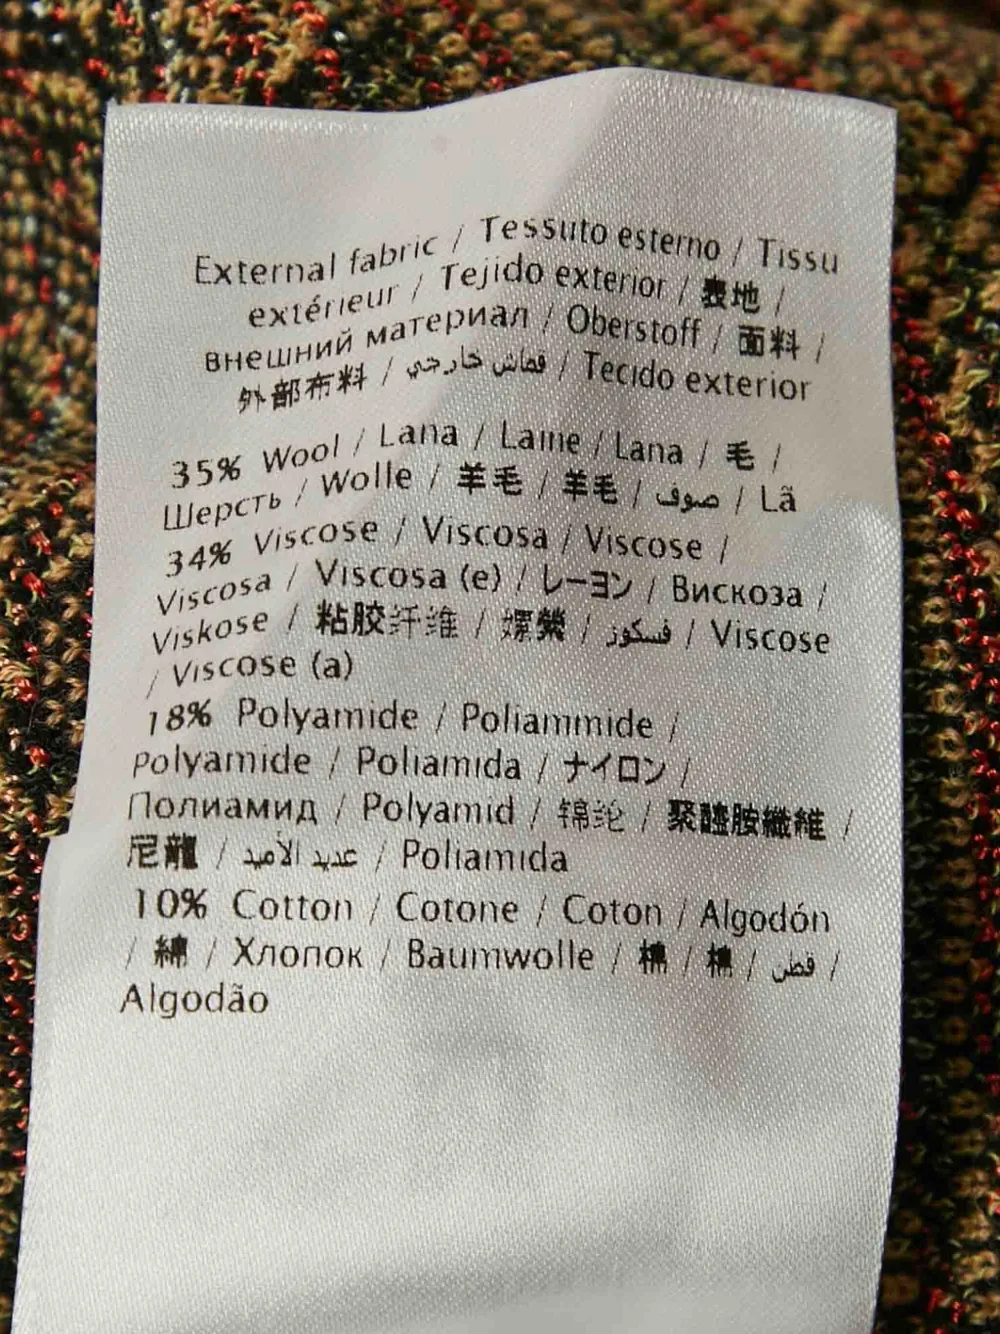 External fabric / Tessuto esterno / Tissu
extérieur / Tejido exterior / 表地 /
внешний материал / Oberstoff / 面料 /
外部布料 / قماش خارجي / Tecido exterior
35% Wool / Lana / Laine / Lana / 毛 /
Шерсть / Wolle / 羊毛 / 羊毛 / صوف / Lã
34% Viscose / Viscosa / Viscose /
Viscosa / Viscosa (e) / レーヨン / Вискоза /
Viskose / 粘胶纤维 / 嫘縈 / فسكوز / Viscose
/ Viscose (a)
18% Polyamide / Poliammide /
Polyamide / Poliamida / ナイロン /
Полиамид / Polyamid / 锦纶 / 聚醯胺纖維 /
尼龍 / عديد الأميد / Poliamida
10% Cotton / Cotone / Coton / Algodón
/ 綿 / Хлопок / Baumwolle / 棉 / 棉 / قطن /
Algodão